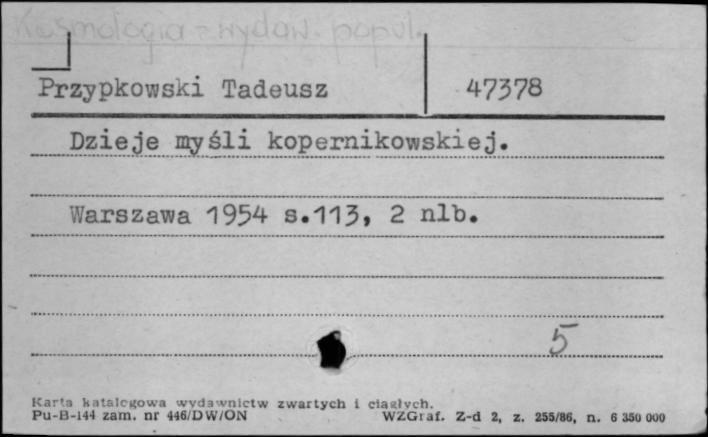 Kosmologia - wydaw. popul.
Przypkowski Tadeusz 47378
Dzieje myśli kopernikowskiej.
Warszawa 1954 s.113, 2 nlb.
5
Karta katalogowa wydawnictw zwartych i ciągłych.
Pu-B-144 zam. nr 446/DW/ON WZGraf. Z-d 2, z. 255/86, n. 6 350 000